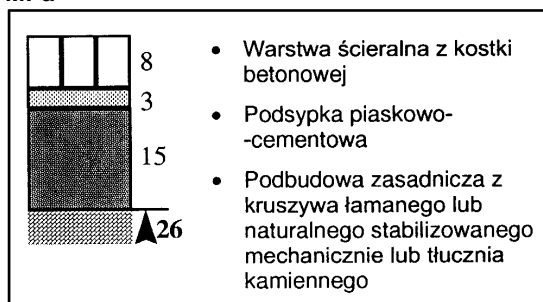 8
3
15
26
• Warstwa ścieralna z kostki
betonowej
• Podsypka piaskowo-
-cementowa
• Podbudowa zasadnicza z
kruszywa łamanego lub
naturalnego stabilizowanego
mechanicznie lub tłucznia
kamiennego